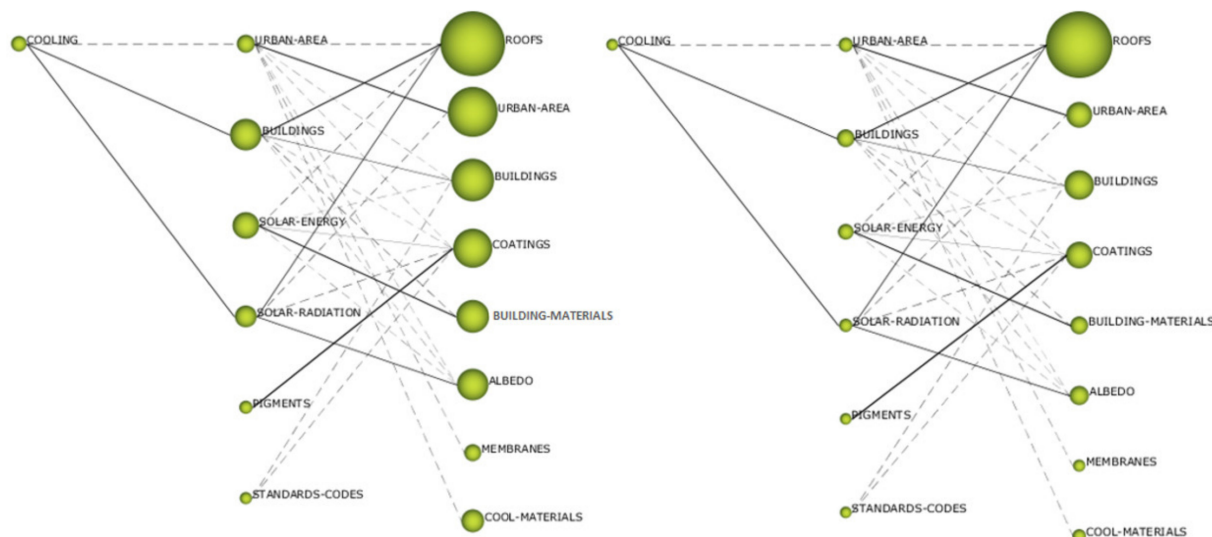 COOLING
URBAN-AREA
BUILDINGS
SOLAR-ENERGY
SOLAR-RADIATION
PIGMENTS
STANDARDS-CODES
ROOFS
URBAN-AREA
BUILDINGS
COATINGS
BUILDING-MATERIALS
ALBEDO
MEMBRANES
COOL-MATERIALS
COOLING
URBAN-AREA
BUILDINGS
SOLAR-ENERGY
SOLAR-RADIATION
PIGMENTS
STANDARDS-CODES
ROOFS
URBAN-AREA
BUILDINGS
COATINGS
BUILDING-MATERIALS
ALBEDO
MEMBRANES
COOL-MATERIALS